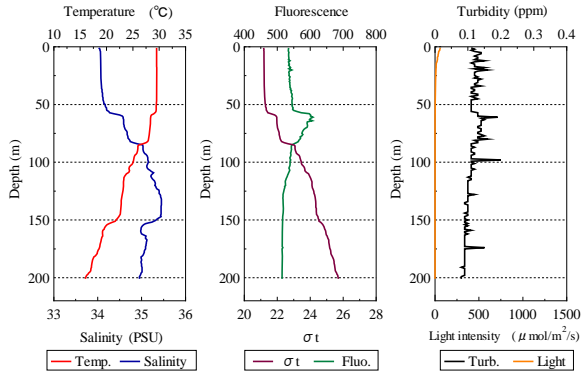 Temperature (℃)
10 15 20 25 30 35
0
50
100
150
200
Depth (m)
33 34 35 36
Salinity (PSU)
Temp. Salinity
Fluorescence
400 500 600 700 800
0
50
100
150
200
Depth (m)
20 22 24 26 28
σt
σt Fluo.
Turbidity (ppm)
0 0.1 0.2 0.3 0.4
0
50
100
150
200
Depth (m)
0 500 1000 1500
Light intensity (μ mol/m²/s)
Turb. Light